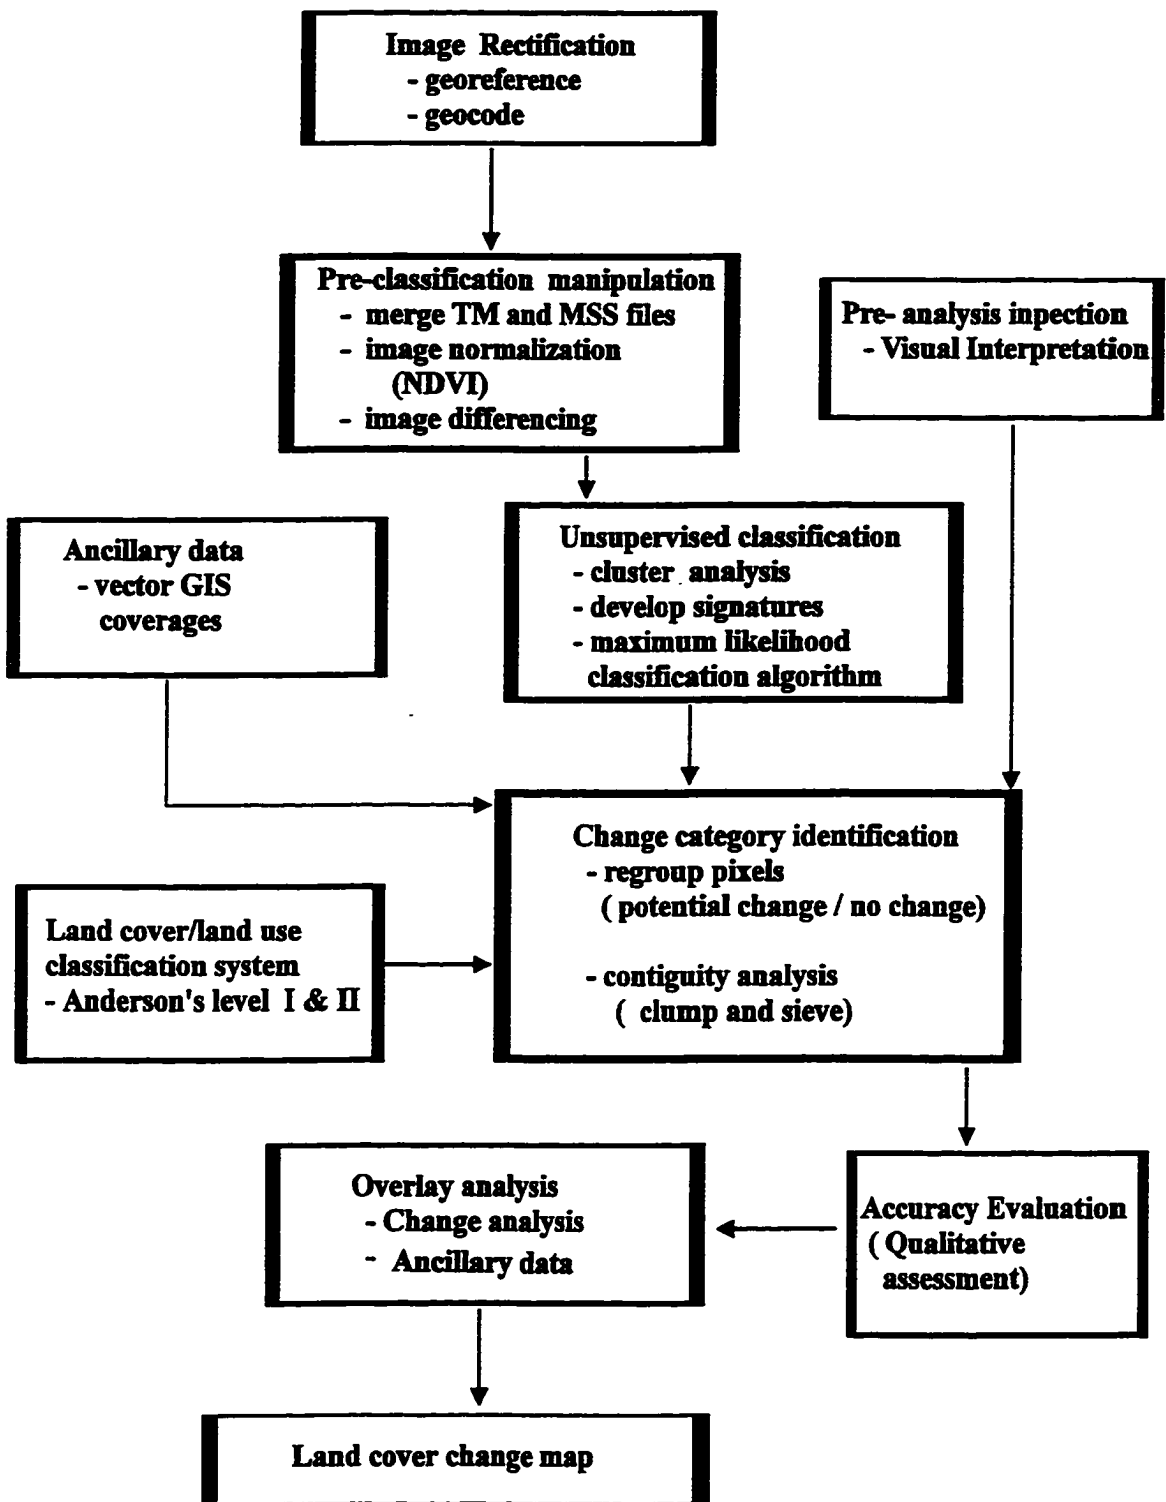 Image Rectification
- georeference
- geocode
Pre-classification manipulation
- merge TM and MSS files
- image normalization
(NDVI)
- image differencing
Pre- analysis inpection
- Visual Interpretation
Ancillary data
- vector GIS
coverages
Unsupervised classification
- cluster analysis
- develop signatures
- maximum likelihood
classification algorithm
Change category identification
- regroup pixels
( potential change / no change)
- contiguity analysis
( clump and sieve)
Land cover/land use
classification system
- Anderson's level I & II
Accuracy Evaluation
( Qualitative
assessment)
Overlay analysis
- Change analysis
- Ancillary data
Land cover change map